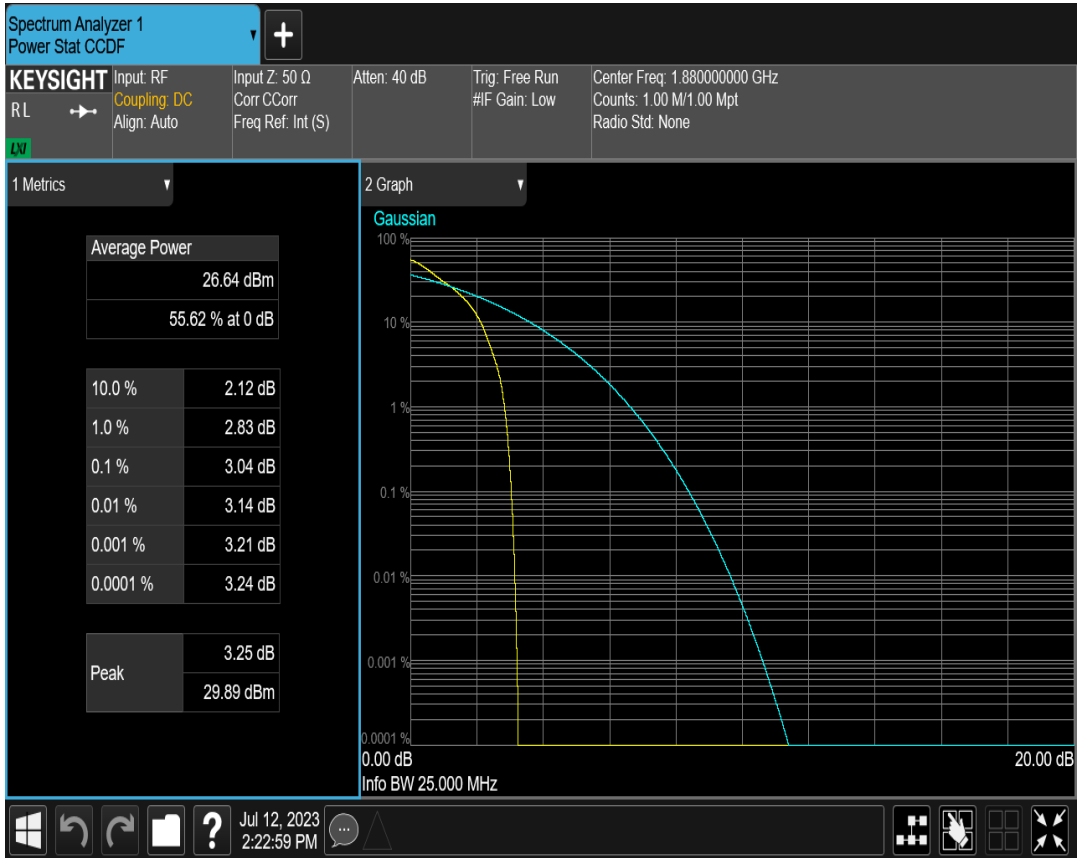 Spectrum Analyzer 1
Power Stat CCDF
KEYSIGHT
R L
LXI
Input: RF
Coupling: DC
Align: Auto
Input Z: 50 Ω
Corr CCorr
Freq Ref: Int (S)
Atten: 40 dB
Trig: Free Run
#IF Gain: Low
Center Freq: 1.880000000 GHz
Counts: 1.00 M/1.00 Mpt
Radio Std: None
1 Metrics
Average Power
26.64 dBm
55.62 % at 0 dB
10.0 % 2.12 dB
1.0 % 2.83 dB
0.1 % 3.04 dB
0.01 % 3.14 dB
0.001 % 3.21 dB
0.0001 % 3.24 dB
Peak
3.25 dB
29.89 dBm
2 Graph
Gaussian
100 %
10 %
1 %
0.1 %
0.01 %
0.001 %
0.0001 %
0.00 dB 20.00 dB
Info BW 25.000 MHz
Jul 12, 2023
2:22:59 PM